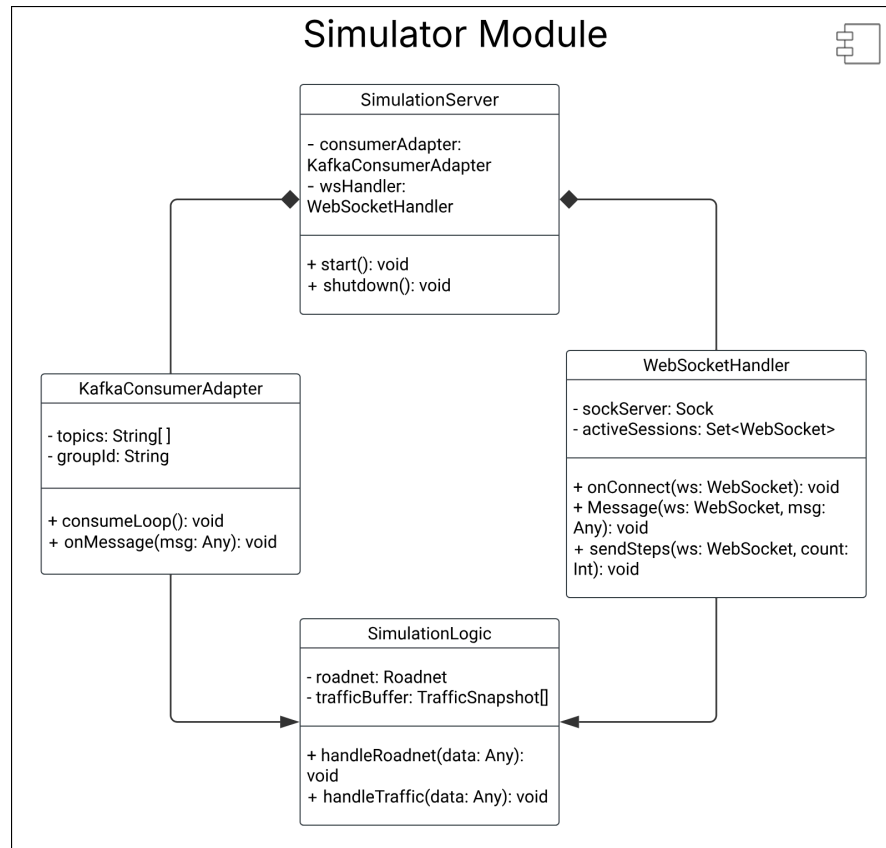 Simulator Module
SimulationServer
- consumerAdapter:
KafkaConsumerAdapter
- wsHandler:
WebSocketHandler
+ start(): void
+ shutdown(): void
KafkaConsumerAdapter
- topics: String[ ]
- groupId: String
+ consumeLoop(): void
+ onMessage(msg: Any): void
WebSocketHandler
- sockServer: Sock
- activeSessions: Set<WebSocket>
+ onConnect(ws: WebSocket): void
+ Message(ws: WebSocket, msg:
Any): void
+ sendSteps(ws: WebSocket, count:
Int): void
SimulationLogic
- roadnet: Roadnet
- trafficBuffer: TrafficSnapshot[]
+ handleRoadnet(data: Any):
void
+ handleTraffic(data: Any): void